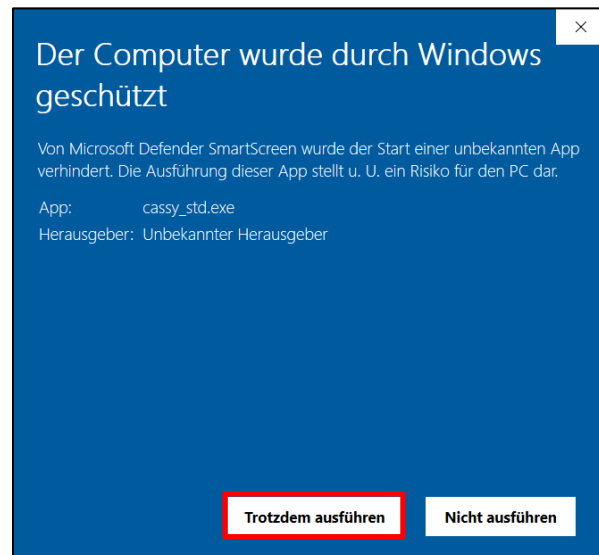 Der Computer wurde durch Windows
geschützt
Von Microsoft Defender SmartScreen wurde der Start einer unbekannten App
verhindert. Die Ausführung dieser App stellt u. U. ein Risiko für den PC dar.
App: cassy_std.exe
Herausgeber: Unbekannter Herausgeber
Trotzdem ausführen Nicht ausführen